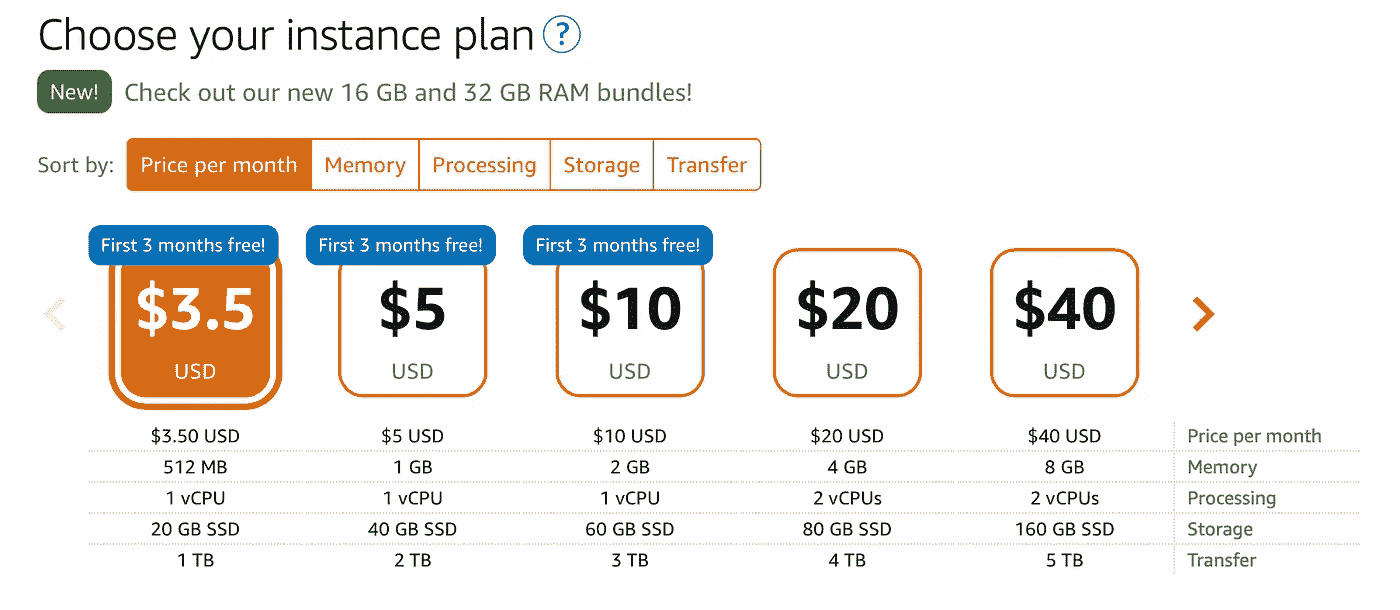 Choose your instance plan ?
New! Check out our new 16 GB and 32 GB RAM bundles!
Sort by: Price per month Memory Processing Storage Transfer
First 3 months free! First 3 months free! First 3 months free!
$3.5 $5 $10 $20 $40
USD USD USD USD USD
$3.50 USD $5 USD $10 USD $20 USD $40 USD Price per month
512 MB 1 GB 2 GB 4 GB 8 GB Memory
1 vCPU 1 vCPU 1 vCPU 2 vCPUs 2 vCPUs Processing
20 GB SSD 40 GB SSD 60 GB SSD 80 GB SSD 160 GB SSD Storage
1 TB 2 TB 3 TB 4 TB 5 TB Transfer